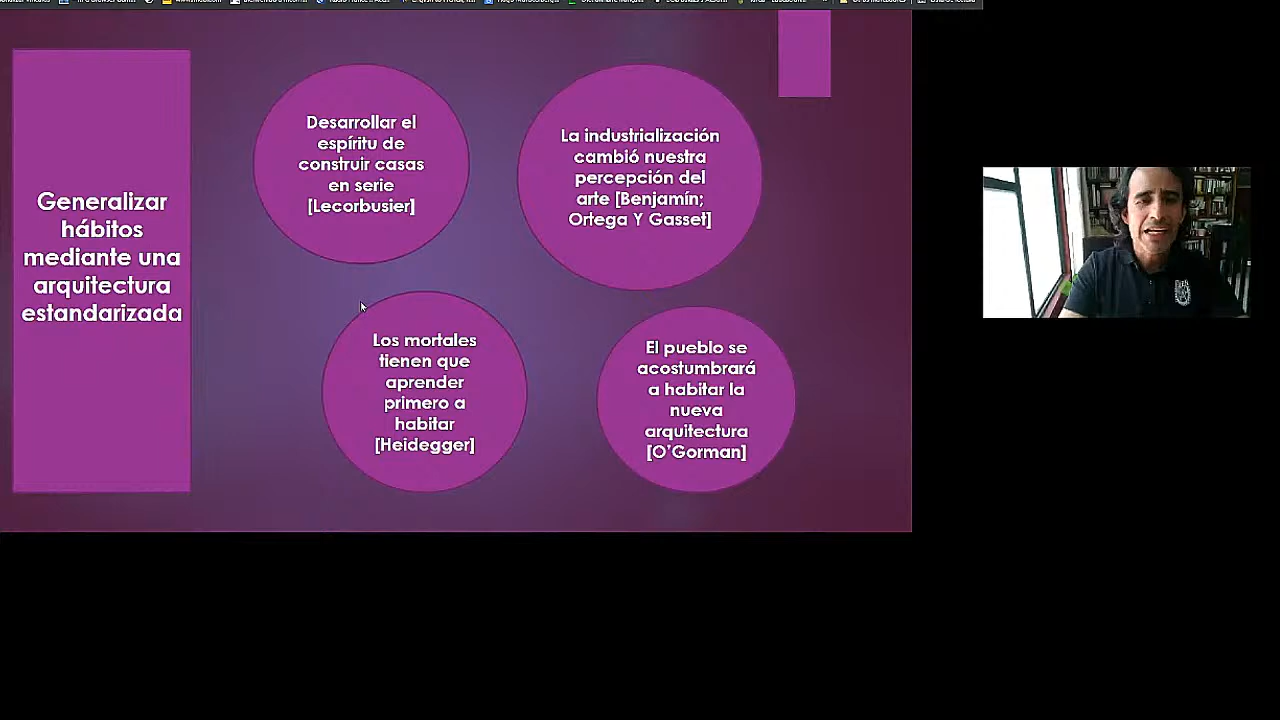 Generalizar
hábitos
mediante una
arquitectura
estandarizada
Desarrollar el
espíritu de
construir casas
en serie
[Lecorbusier]
La industrialización
cambió nuestra
percepción del
arte [Benjamín;
Ortega Y Gasset]
Los mortales
tienen que
aprender
primero a
habitar
[Heidegger]
El pueblo se
acostumbrará
a habitar la
nueva
arquitectura
[O'Gorman]